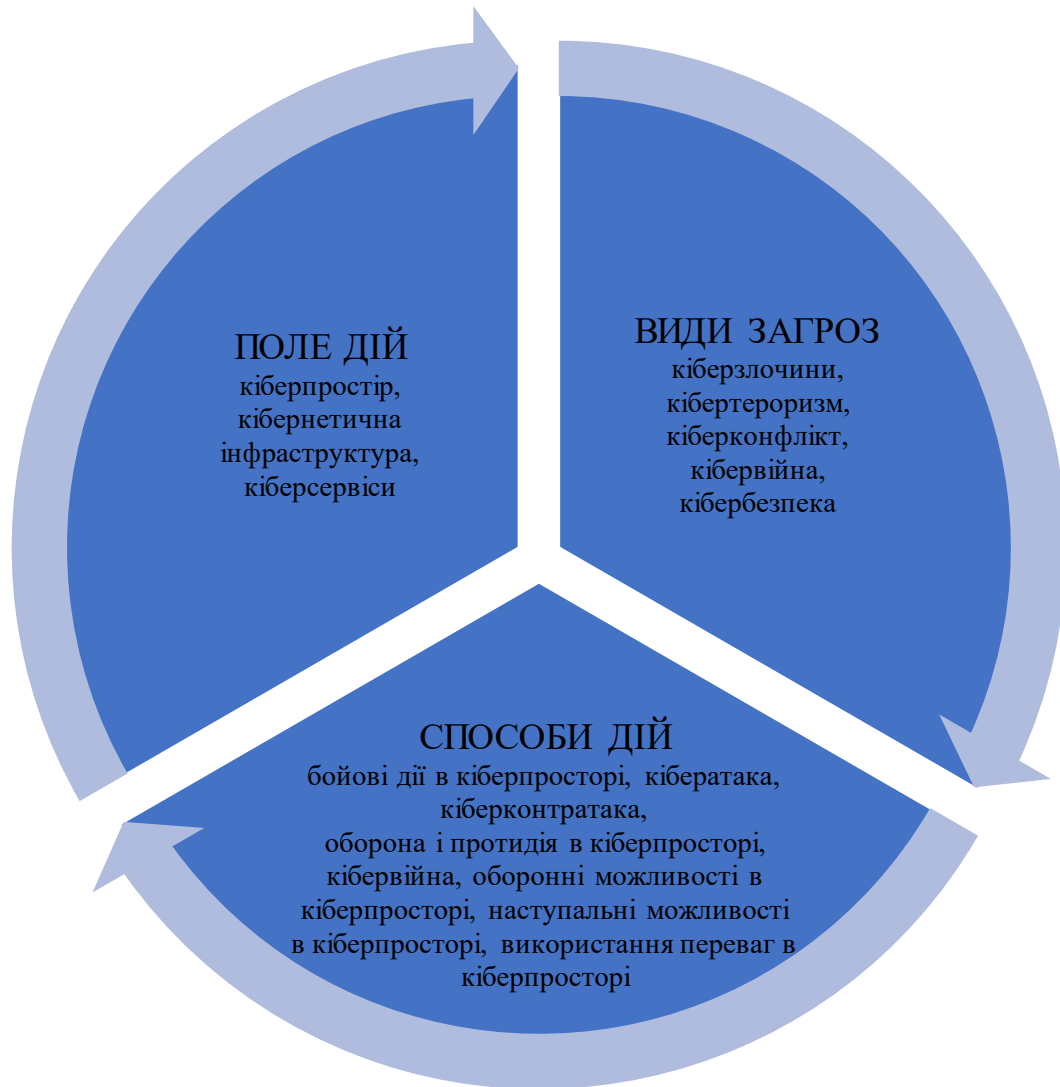 ПОЛЕ ДІЙ
кіберпростір,
кібернетична
інфраструктура,
кіберсервіси
ВИДИ ЗАГРОЗ
кіберзлочини,
кібертероризм,
кіберконфлікт,
кібервійна,
кібербезпека
СПОСОБИ ДІЙ
бойові дії в кіберпросторі, кібератака,
кіберконтратака,
оборона і протидія в кіберпросторі,
кібервійна, оборонні можливості в
кіберпросторі, наступальні можливості
в кіберпросторі, використання переваг в
кіберпросторі